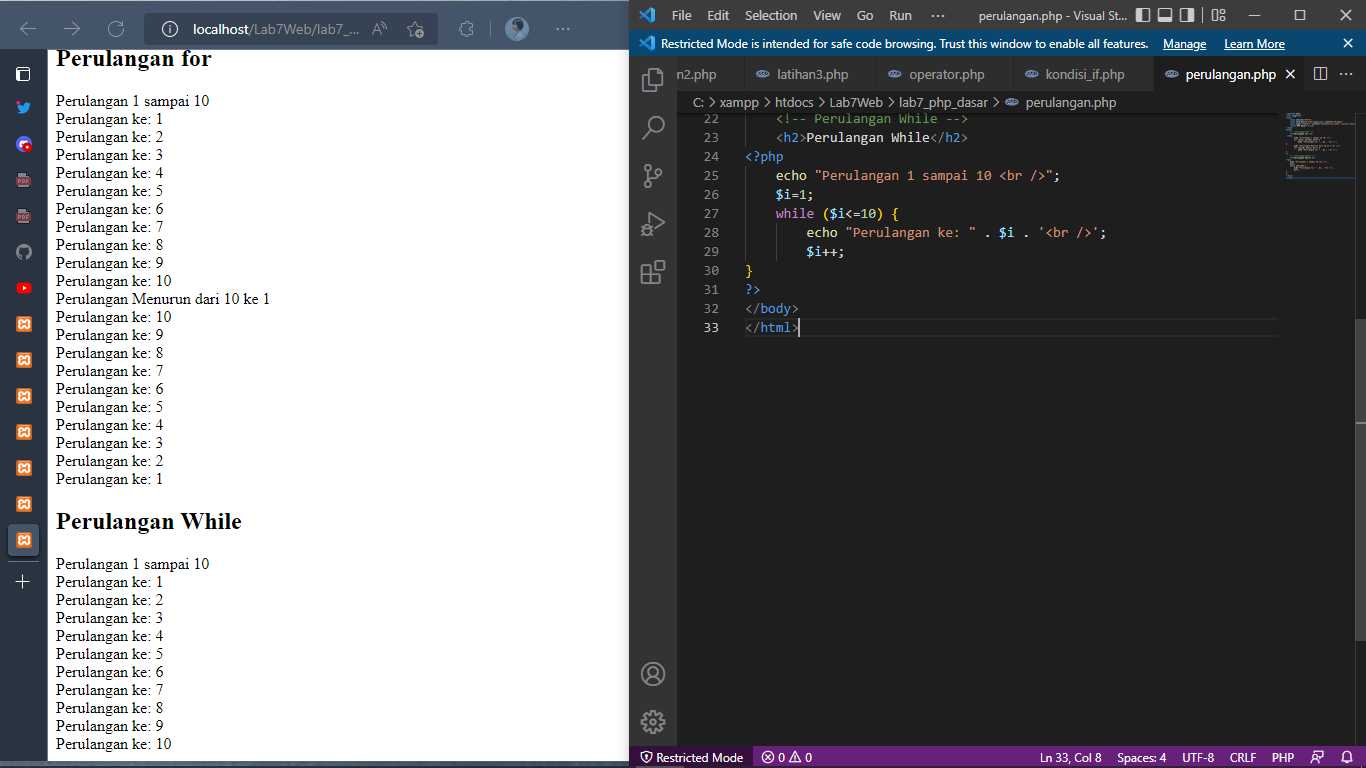 localhost/Lab7Web/lab7_...
Perulangan for
Perulangan 1 sampai 10
Perulangan ke: 1
Perulangan ke: 2
Perulangan ke: 3
Perulangan ke: 4
Perulangan ke: 5
Perulangan ke: 6
Perulangan ke: 7
Perulangan ke: 8
Perulangan ke: 9
Perulangan ke: 10
Perulangan Menurun dari 10 ke 1
Perulangan ke: 10
Perulangan ke: 9
Perulangan ke: 8
Perulangan ke: 7
Perulangan ke: 6
Perulangan ke: 5
Perulangan ke: 4
Perulangan ke: 3
Perulangan ke: 2
Perulangan ke: 1
Perulangan While
Perulangan 1 sampai 10
Perulangan ke: 1
Perulangan ke: 2
Perulangan ke: 3
Perulangan ke: 4
Perulangan ke: 5
Perulangan ke: 6
Perulangan ke: 7
Perulangan ke: 8
Perulangan ke: 9
Perulangan ke: 10
File Edit Selection View Go Run ... perulangan.php - Visual St...
Restricted Mode is intended for safe code browsing. Trust this window to enable all features. Manage Learn More
n2.php latihan3.php operator.php kondisi_if.php perulangan.php
C: > xampp > htdocs > Lab7Web > lab7_php_dasar > perulangan.php
22 <!-- Perulangan While -->
23 <h2>Perulangan While</h2>
24 <?php
25 echo "Perulangan 1 sampai 10 <br />";
26 $i=1;
27 while ($i<=10) {
28 echo "Perulangan ke: " . $i . '<br />';
29 $i++;
30 }
31 ?>
32 </body>
33 </html>
Restricted Mode 0 0 Ln 33, Col 8 Spaces: 4 UTF-8 CRLF PHP